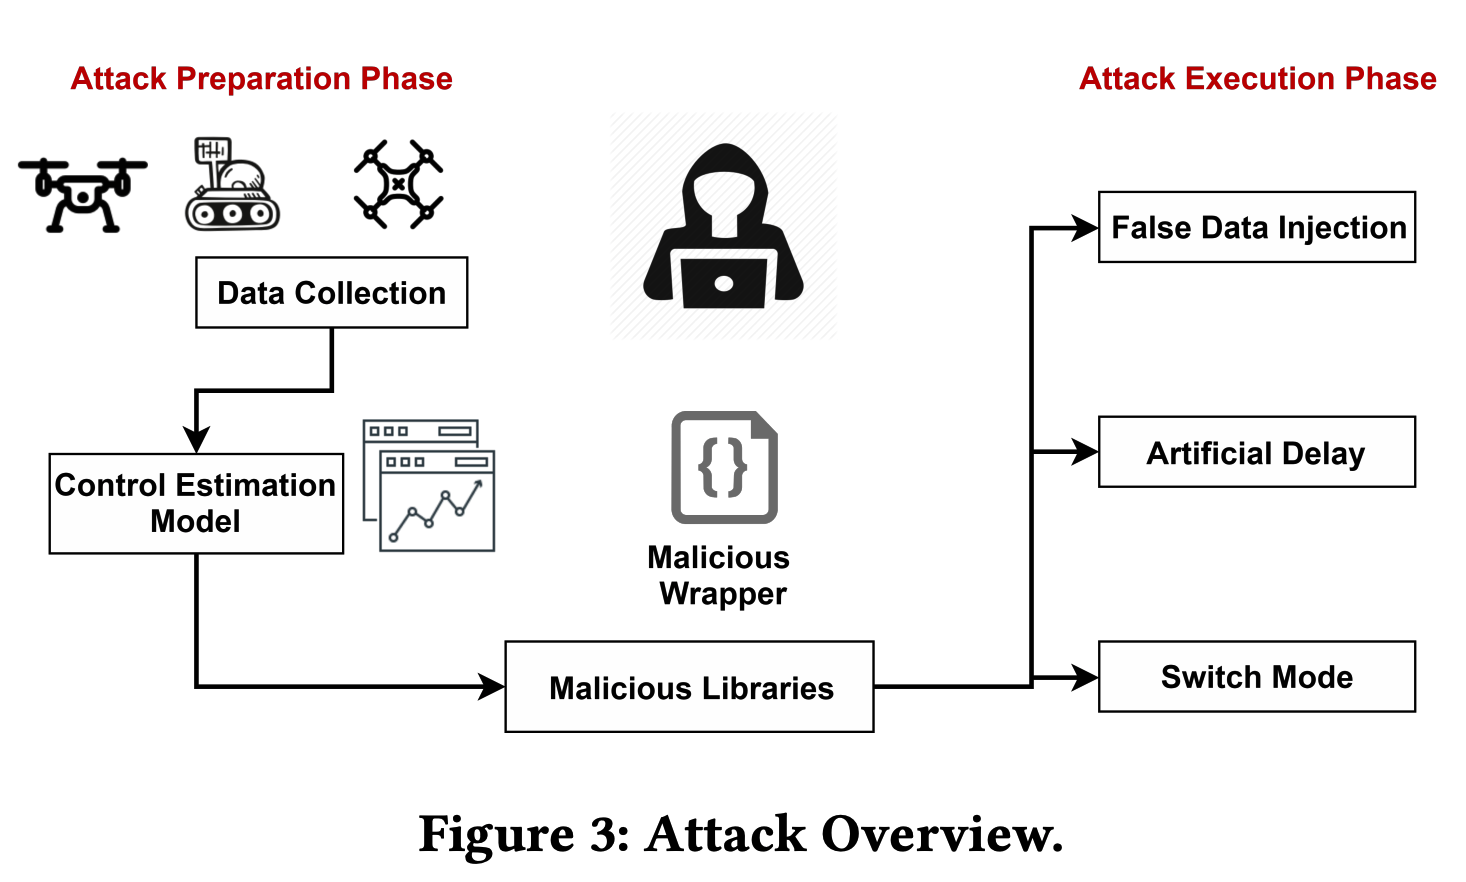 Attack Preparation Phase
Attack Execution Phase
Data Collection
Control Estimation
Model
Malicious
Wrapper
Malicious Libraries
False Data Injection
Artificial Delay
Switch Mode
Figure 3: Attack Overview.